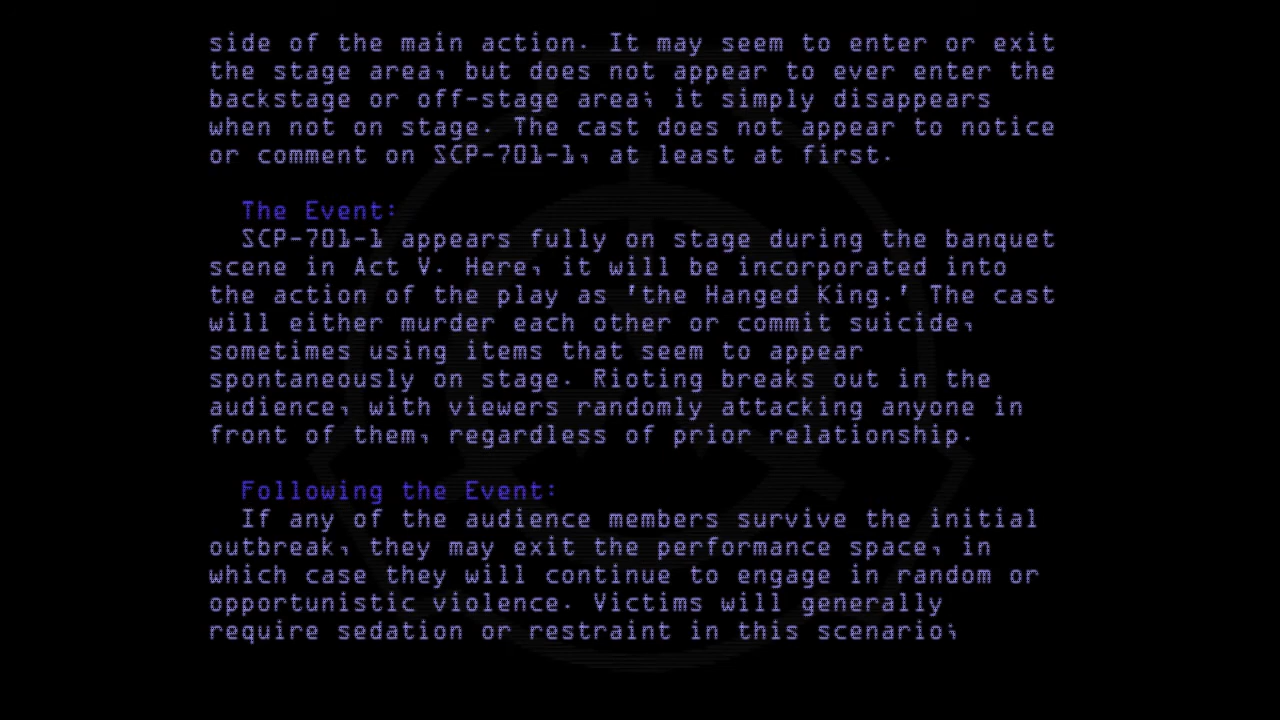 side of the main action. It may seem to enter or exit
the stage area, but does not appear to ever enter the
backstage or off-stage area; it simply disappears
when not on stage. The cast does not appear to notice
or comment on SCP-701-1, at least at first.
The Event:
SCP-701-1 appears fully on stage during the banquet
scene in Act V. Here, it will be incorporated into
the action of the play as 'the Hanged King.' The cast
will either murder each other or commit suicide,
sometimes using items that seem to appear
spontaneously on stage. Rioting breaks out in the
audience, with viewers randomly attacking anyone in
front of them, regardless of prior relationship.
Following the Event:
If any of the audience members survive the initial
outbreak, they may exit the performance space, in
which case they will continue to engage in random or
opportunistic violence. Victims will generally
require sedation or restraint in this scenario;